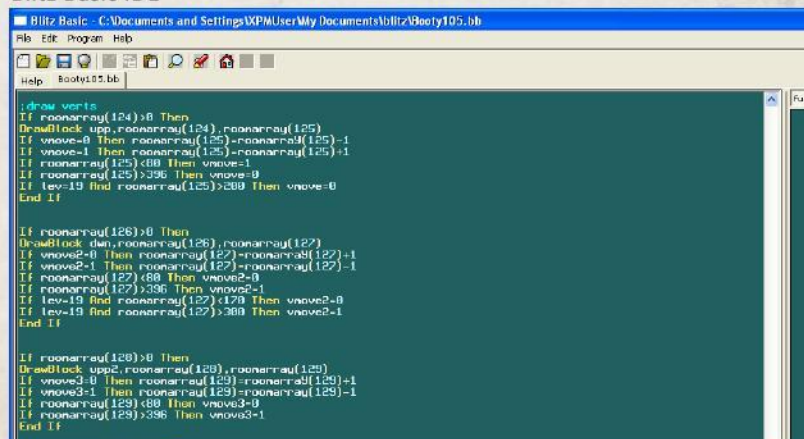 Blitz Basic - C:\Documents and Settings\XPMUser\My Documents\blitz\Booty105.bb
File Edit Program Help
Help Booty105.bb
;draw verts
If roomarray(124)>0 Then
DrawBlock upp,roomarray(124),roomarray(125)
If vmove=0 Then roomarray(125)=roomarray(125)-1
If vmove=1 Then roomarray(125)=roomarray(125)+1
If roomarray(125)<80 Then vmove=1
If roomarray(125)>396 Then vmove=0
If lev=19 And roomarray(125)>280 Then vmove=0
End If
If roomarray(126)>0 Then
DrawBlock dwn,roomarray(126),roomarray(127)
If vmove2=0 Then roomarray(127)=roomarray(127)+1
If vmove2=1 Then roomarray(127)=roomarray(127)-1
If roomarray(127)<80 Then vmove2=0
If roomarray(127)>396 Then vmove2=1
If lev=19 And roomarray(127)<170 Then vmove2=0
If lev=19 And roomarray(127)>300 Then vmove2=1
End If
If roomarray(128)>0 Then
DrawBlock upp2,roomarray(128),roomarray(129)
If vmove3=0 Then roomarray(129)=roomarray(129)+1
If vmove3=1 Then roomarray(129)=roomarray(129)-1
If roomarray(129)<80 Then vmove3=0
If roomarray(129)>396 Then vmove3=1
End If